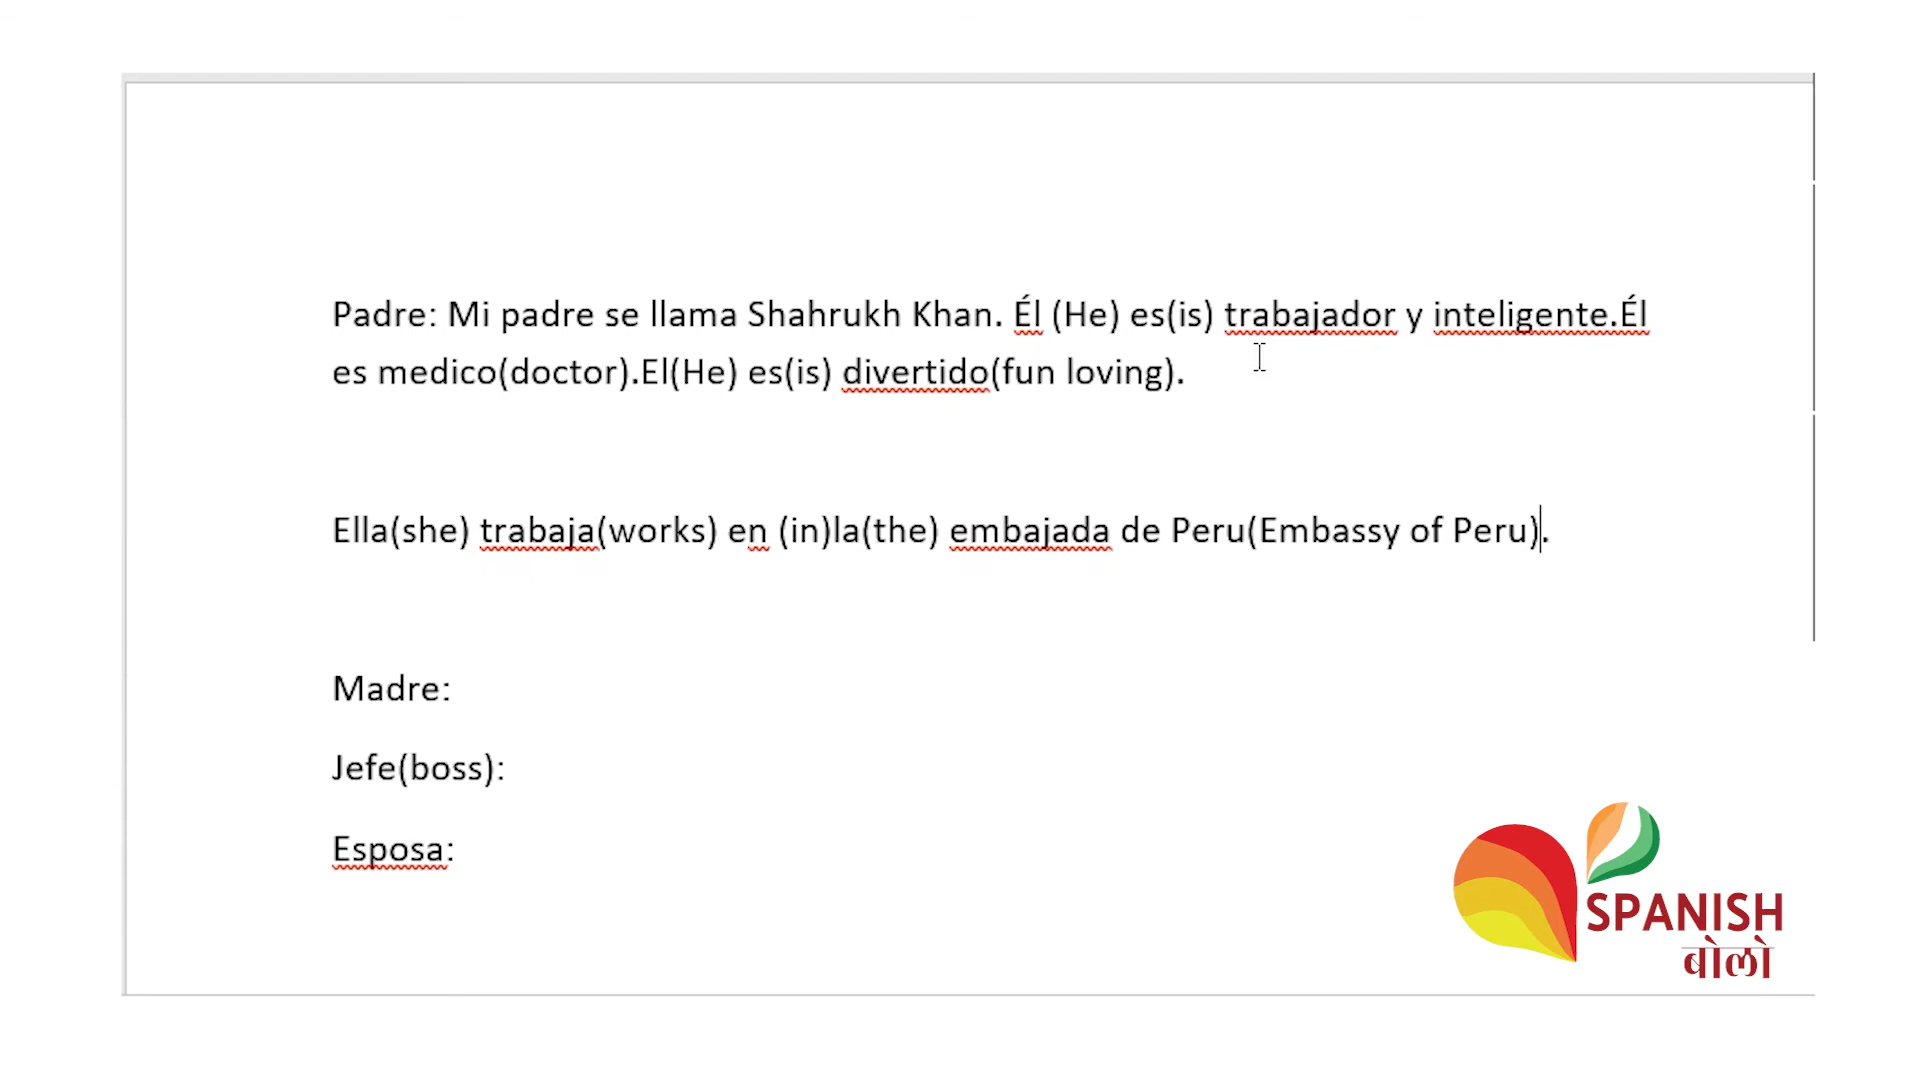 Padre: Mi padre se llama Shahrukh Khan. Él (He) es(is) trabajador y inteligente.Él
es medico(doctor).El(He) es(is) divertido(fun loving).
Ella(she) trabaja(works) en (in)la(the) embajada de Peru(Embassy of Peru).
Madre:
Jefe(boss):
Esposa:
SPANISH
बोलो